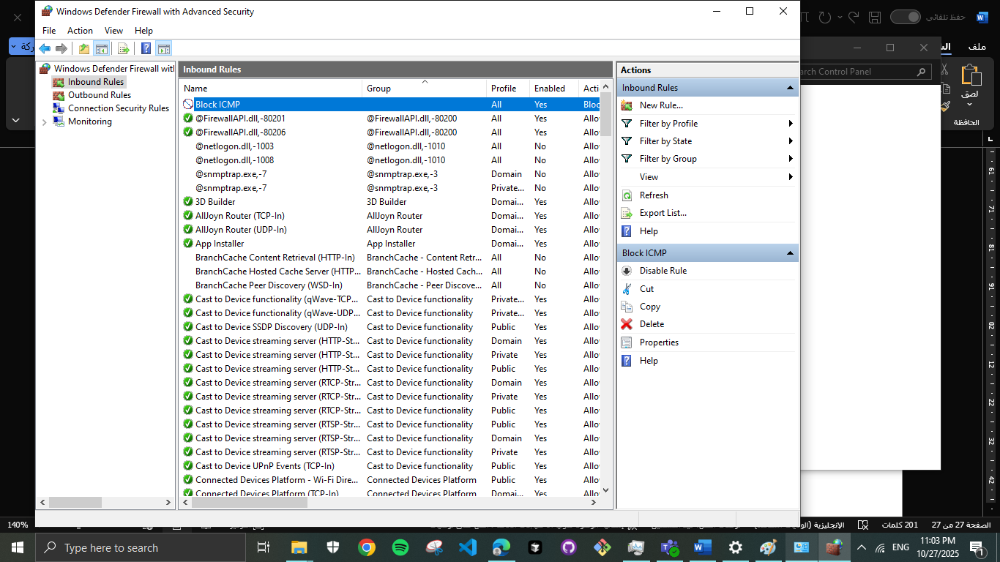 Windows Defender Firewall with Advanced Security
File Action View Help
Windows Defender Firewall wit
Inbound Rules
Outbound Rules
Connection Security Rules
Monitoring
Inbound Rules
Name Group Profile Enabled Acti
Block ICMP All Yes Bloc
@FirewallAPI.dll,-80201 @FirewallAPI.dll,-80200 All Yes Allo
@FirewallAPI.dll,-80206 @FirewallAPI.dll,-80200 All Yes Allo
@netlogon.dll,-1003 @netlogon.dll,-1010 All No Allo
@netlogon.dll,-1008 @netlogon.dll,-1010 All No Allo
@snmptrap.exe,-7 @snmptrap.exe,-3 Domain No Allo
@snmptrap.exe,-7 @snmptrap.exe,-3 Private... No Allo
3D Builder 3D Builder Domai... Yes Allo
AllJoyn Router (TCP-In) AllJoyn Router Domai... Yes Allo
AllJoyn Router (UDP-In) AllJoyn Router Domai... Yes Allo
App Installer App Installer Domai... Yes Allo
BranchCache Content Retrieval (HTTP-In) BranchCache - Content Retr... All No Allo
BranchCache Hosted Cache Server (HTTP... BranchCache - Hosted Cach... All No Allo
BranchCache Peer Discovery (WSD-In) BranchCache - Peer Discove... All No Allo
Cast to Device functionality (qWave-TCP... Cast to Device functionality Private... Yes Allo
Cast to Device functionality (qWave-UDP... Cast to Device functionality Private... Yes Allo
Cast to Device SSDP Discovery (UDP-In) Cast to Device functionality Public Yes Allo
Cast to Device streaming server (HTTP-St... Cast to Device functionality Domain Yes Allo
Cast to Device streaming server (HTTP-St... Cast to Device functionality Private Yes Allo
Cast to Device streaming server (HTTP-St... Cast to Device functionality Public Yes Allo
Cast to Device streaming server (RTCP-Str... Cast to Device functionality Domain Yes Allo
Cast to Device streaming server (RTCP-Str... Cast to Device functionality Private Yes Allo
Cast to Device streaming server (RTCP-Str... Cast to Device functionality Public Yes Allo
Cast to Device streaming server (RTSP-Str... Cast to Device functionality Public Yes Allo
Cast to Device streaming server (RTSP-Str... Cast to Device functionality Domain Yes Allo
Cast to Device streaming server (RTSP-Str... Cast to Device functionality Private Yes Allo
Cast to Device UPnP Events (TCP-In) Cast to Device functionality Public Yes Allo
Connected Devices Platform - Wi-Fi Dire... Connected Devices Platform Public Yes Allo
Connected Devices Platform (TCP-In) Connected Devices Platform Domai... Yes Allo
Actions
Inbound Rules
New Rule...
Filter by Profile
Filter by State
Filter by Group
View
Refresh
Export List...
Help
Block ICMP
Disable Rule
Cut
Copy
Delete
Properties
Help
حفظ تلقائي
ملف
rch Control Panel
لصق
الحافظة
140%
الصفحة 27 من 27
201 كلمات
Type here to search
ENG
11:03 PM
10/27/2025
1